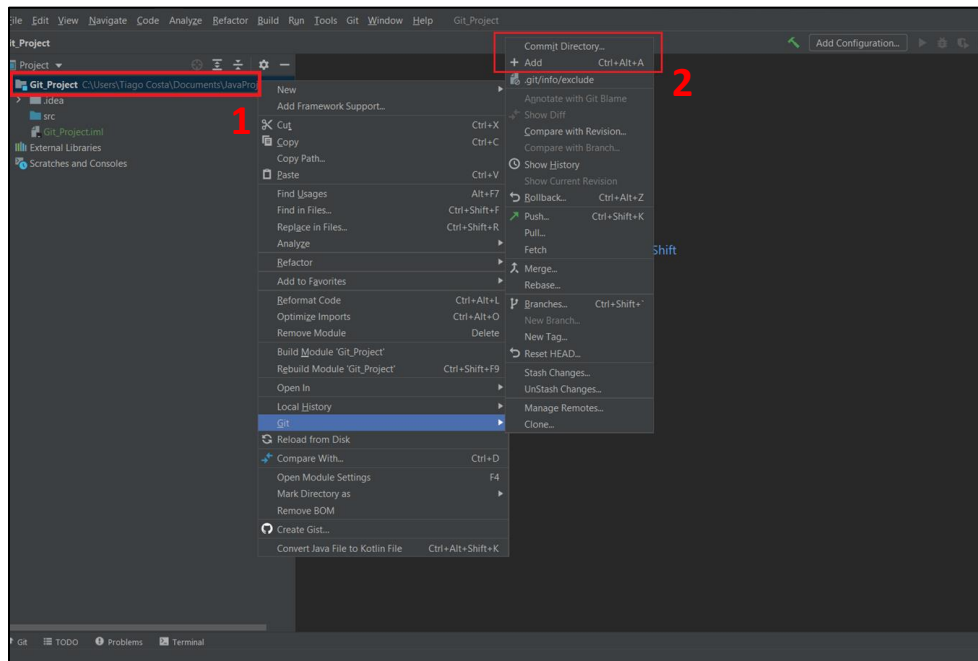 File Edit View Navigate Code Analyze Refactor Build Run Tools Git Window Help Git_Project
it_Project
Add Configuration...
Project
Git_Project C:\Users\Tiago Costa\Documents\JavaProj
.idea
src
Git_Project.iml
External Libraries
Scratches and Consoles
1
New
Add Framework Support...
Cut Ctrl+X
Copy Ctrl+C
Copy Path...
Paste Ctrl+V
Find Usages Alt+F7
Find in Files... Ctrl+Shift+F
Replace in Files... Ctrl+Shift+R
Analyze
Refactor
Add to Favorites
Reformat Code Ctrl+Alt+L
Optimize Imports Ctrl+Alt+O
Remove Module Delete
Build Module 'Git_Project'
Rebuild Module 'Git_Project' Ctrl+Shift+F9
Open In
Local History
Git
Reload from Disk
Compare With... Ctrl+D
Open Module Settings F4
Mark Directory as
Remove BOM
Create Gist...
Convert Java File to Kotlin File Ctrl+Alt+Shift+K
Commit Directory...
+ Add Ctrl+Alt+A
.git/info/exclude
2
Annotate with Git Blame
Show Diff
Compare with Revision...
Compare with Branch...
Show History
Show Current Revision
Rollback... Ctrl+Alt+Z
Push... Ctrl+Shift+K
Pull...
Fetch
Merge...
Rebase...
Branches... Ctrl+Shift+`
New Branch...
New Tag...
Reset HEAD...
Stash Changes...
UnStash Changes...
Manage Remotes...
Clone...
Shift
Git TODO Problems Terminal